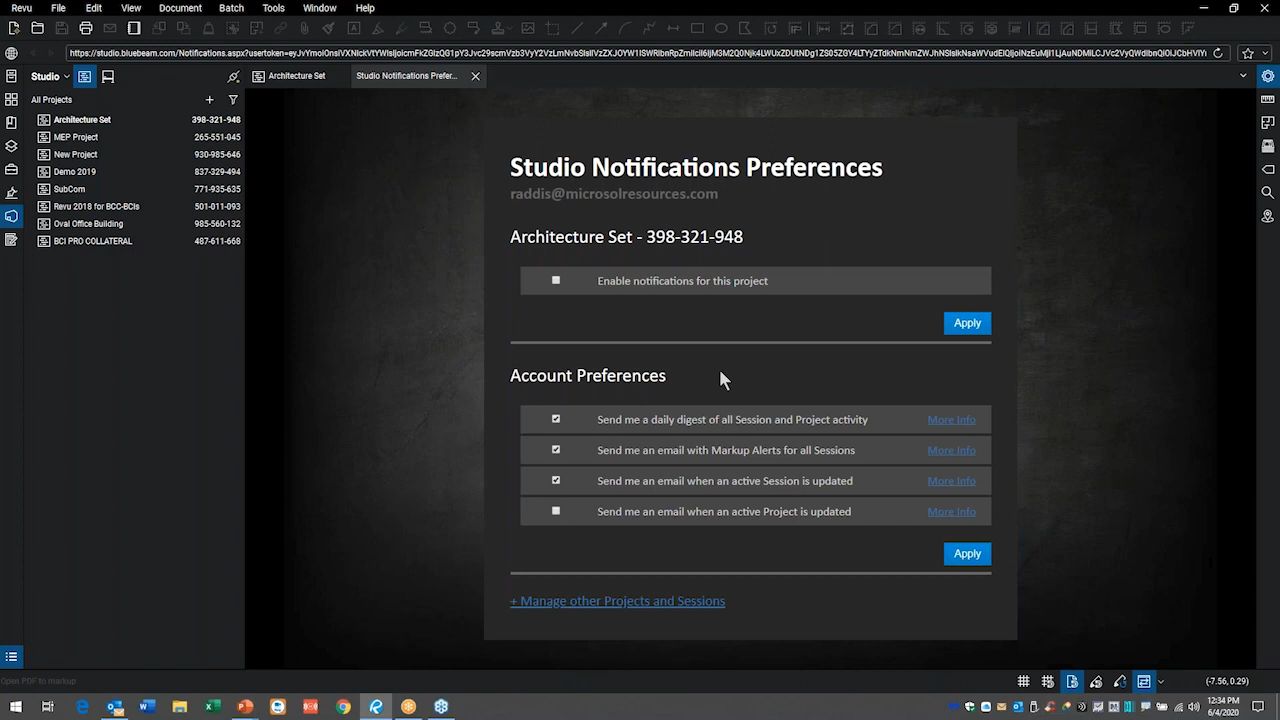 Revu File Edit View Document Batch Tools Window Help
Studio
Architecture Set
Studio Notifications Prefer...
All Projects
Architecture Set 398-321-948
MEP Project 265-551-045
New Project 930-985-646
Demo 2019 837-329-494
SubCom 771-935-635
Revu 2018 for BCC-BCIs 501-011-093
Oval Office Building 985-560-132
BCI PRO COLLATERAL 487-611-668
Studio Notifications Preferences
raddis@microsolresources.com
Architecture Set - 398-321-948
Enable notifications for this project
Apply
Account Preferences
Send me a daily digest of all Session and Project activity More Info
Send me an email with Markup Alerts for all Sessions More Info
Send me an email when an active Session is updated More Info
Send me an email when an active Project is updated More Info
Apply
+ Manage other Projects and Sessions
Open PDF to markup
(-7.56, 0.29)
12:34 PM
6/4/2020